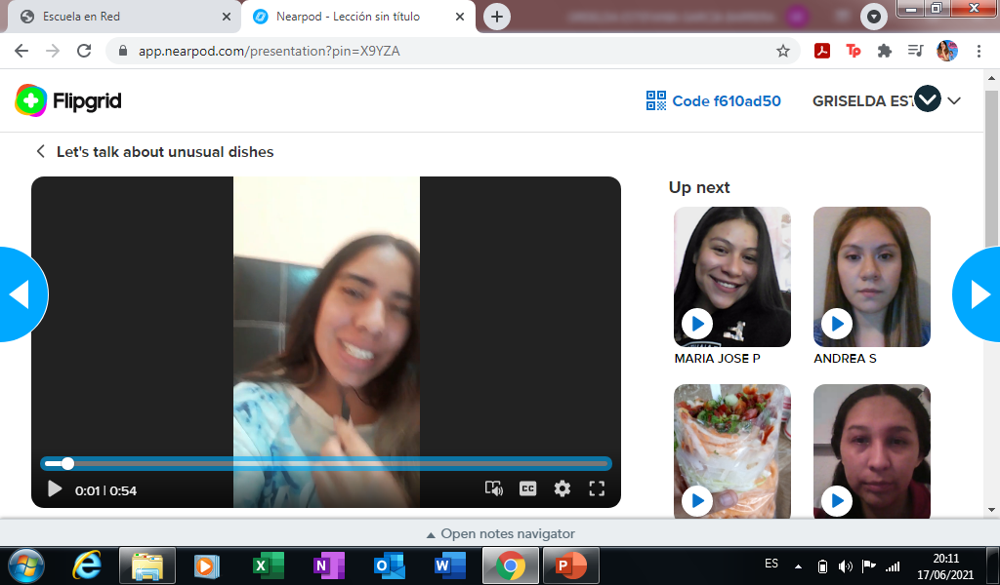 Escuela en Red
Nearpod - Lección sin título
app.nearpod.com/presentation?pin=X9YZA
Flipgrid
Code f610ad50
GRISELDA EST
Let's talk about unusual dishes
Up next
MARIA JOSE P
ANDREA S
0:01 | 0:54
CC
Open notes navigator
ES
20:11
17/06/2021